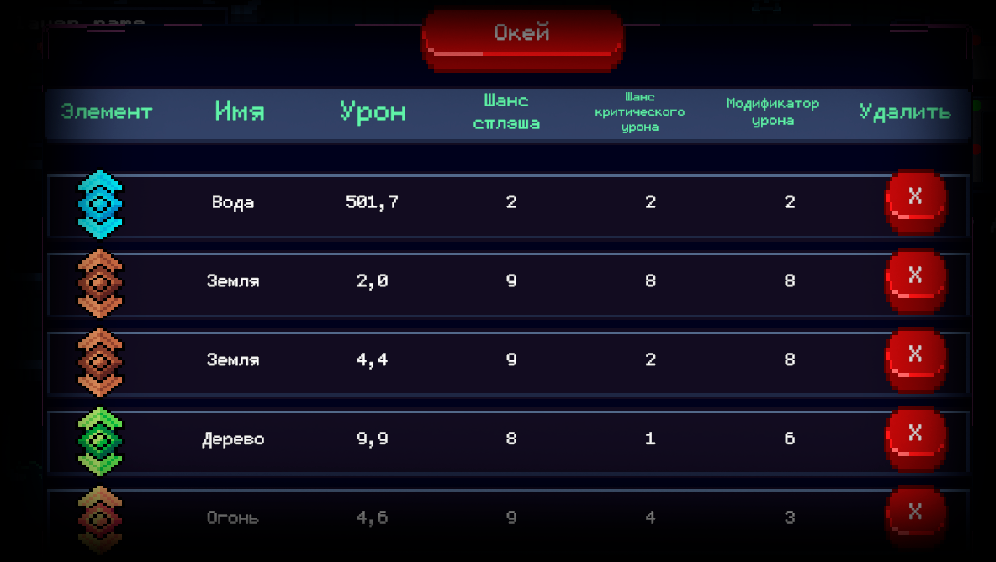 Окей
Элемент Имя Урон Шанс сплэша Шанс критического урона Модификатор урона Удалить
Вода 501,7 2 2 2 X
Земля 2,0 9 8 8 X
Земля 4,4 9 2 8 X
Дерево 9,9 8 1 6 X
Огонь 4,6 9 4 3 X